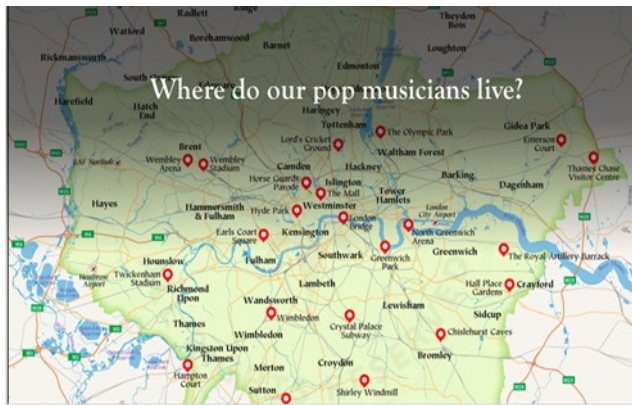 Radlett
Ridge
Theydon
Bois
Watford
Borehamwood
Barnet
Loughton
Rickmansworth
Edmonton
Where do our pop musicians live?
Harefield
Hatch
End
Haringey
Tottenham
The Olympic Park
Gidea Park
Lord's Cricket
Ground
Emerson
Court
Brent
Wembley
Arena
Wembley
Stadium
Waltham Forest
Camden
Hackney
Thames Chase
Visitor Centre
Horse Guards
Parade
Islington
The Mall
Barking
Dagenham
Tower
Hamlets
Hayes
Hammersmith
& Fulham
Hyde Park
Westminster
London
City Airport
London
Bridge
Earls Court
Square
Kensington
North Greenwich
Arena
Hounslow
Fulham
Southwark
Greenwich
Park
Greenwich
The Royal Artillery Barrack
Heathrow
Airport
Twickenham
Stadium
Richmond
Upon
Thames
Lambeth
Hall Place
Gardens
Crayford
Wandsworth
Lewisham
Sidcup
Wimbledon
Wimbledon
Crystal Palace
Subway
Chislehurst Caves
Kingston Upon
Thames
Bromley
Merton
Croydon
Hampton
Court
Shirley Windmill
Sutton